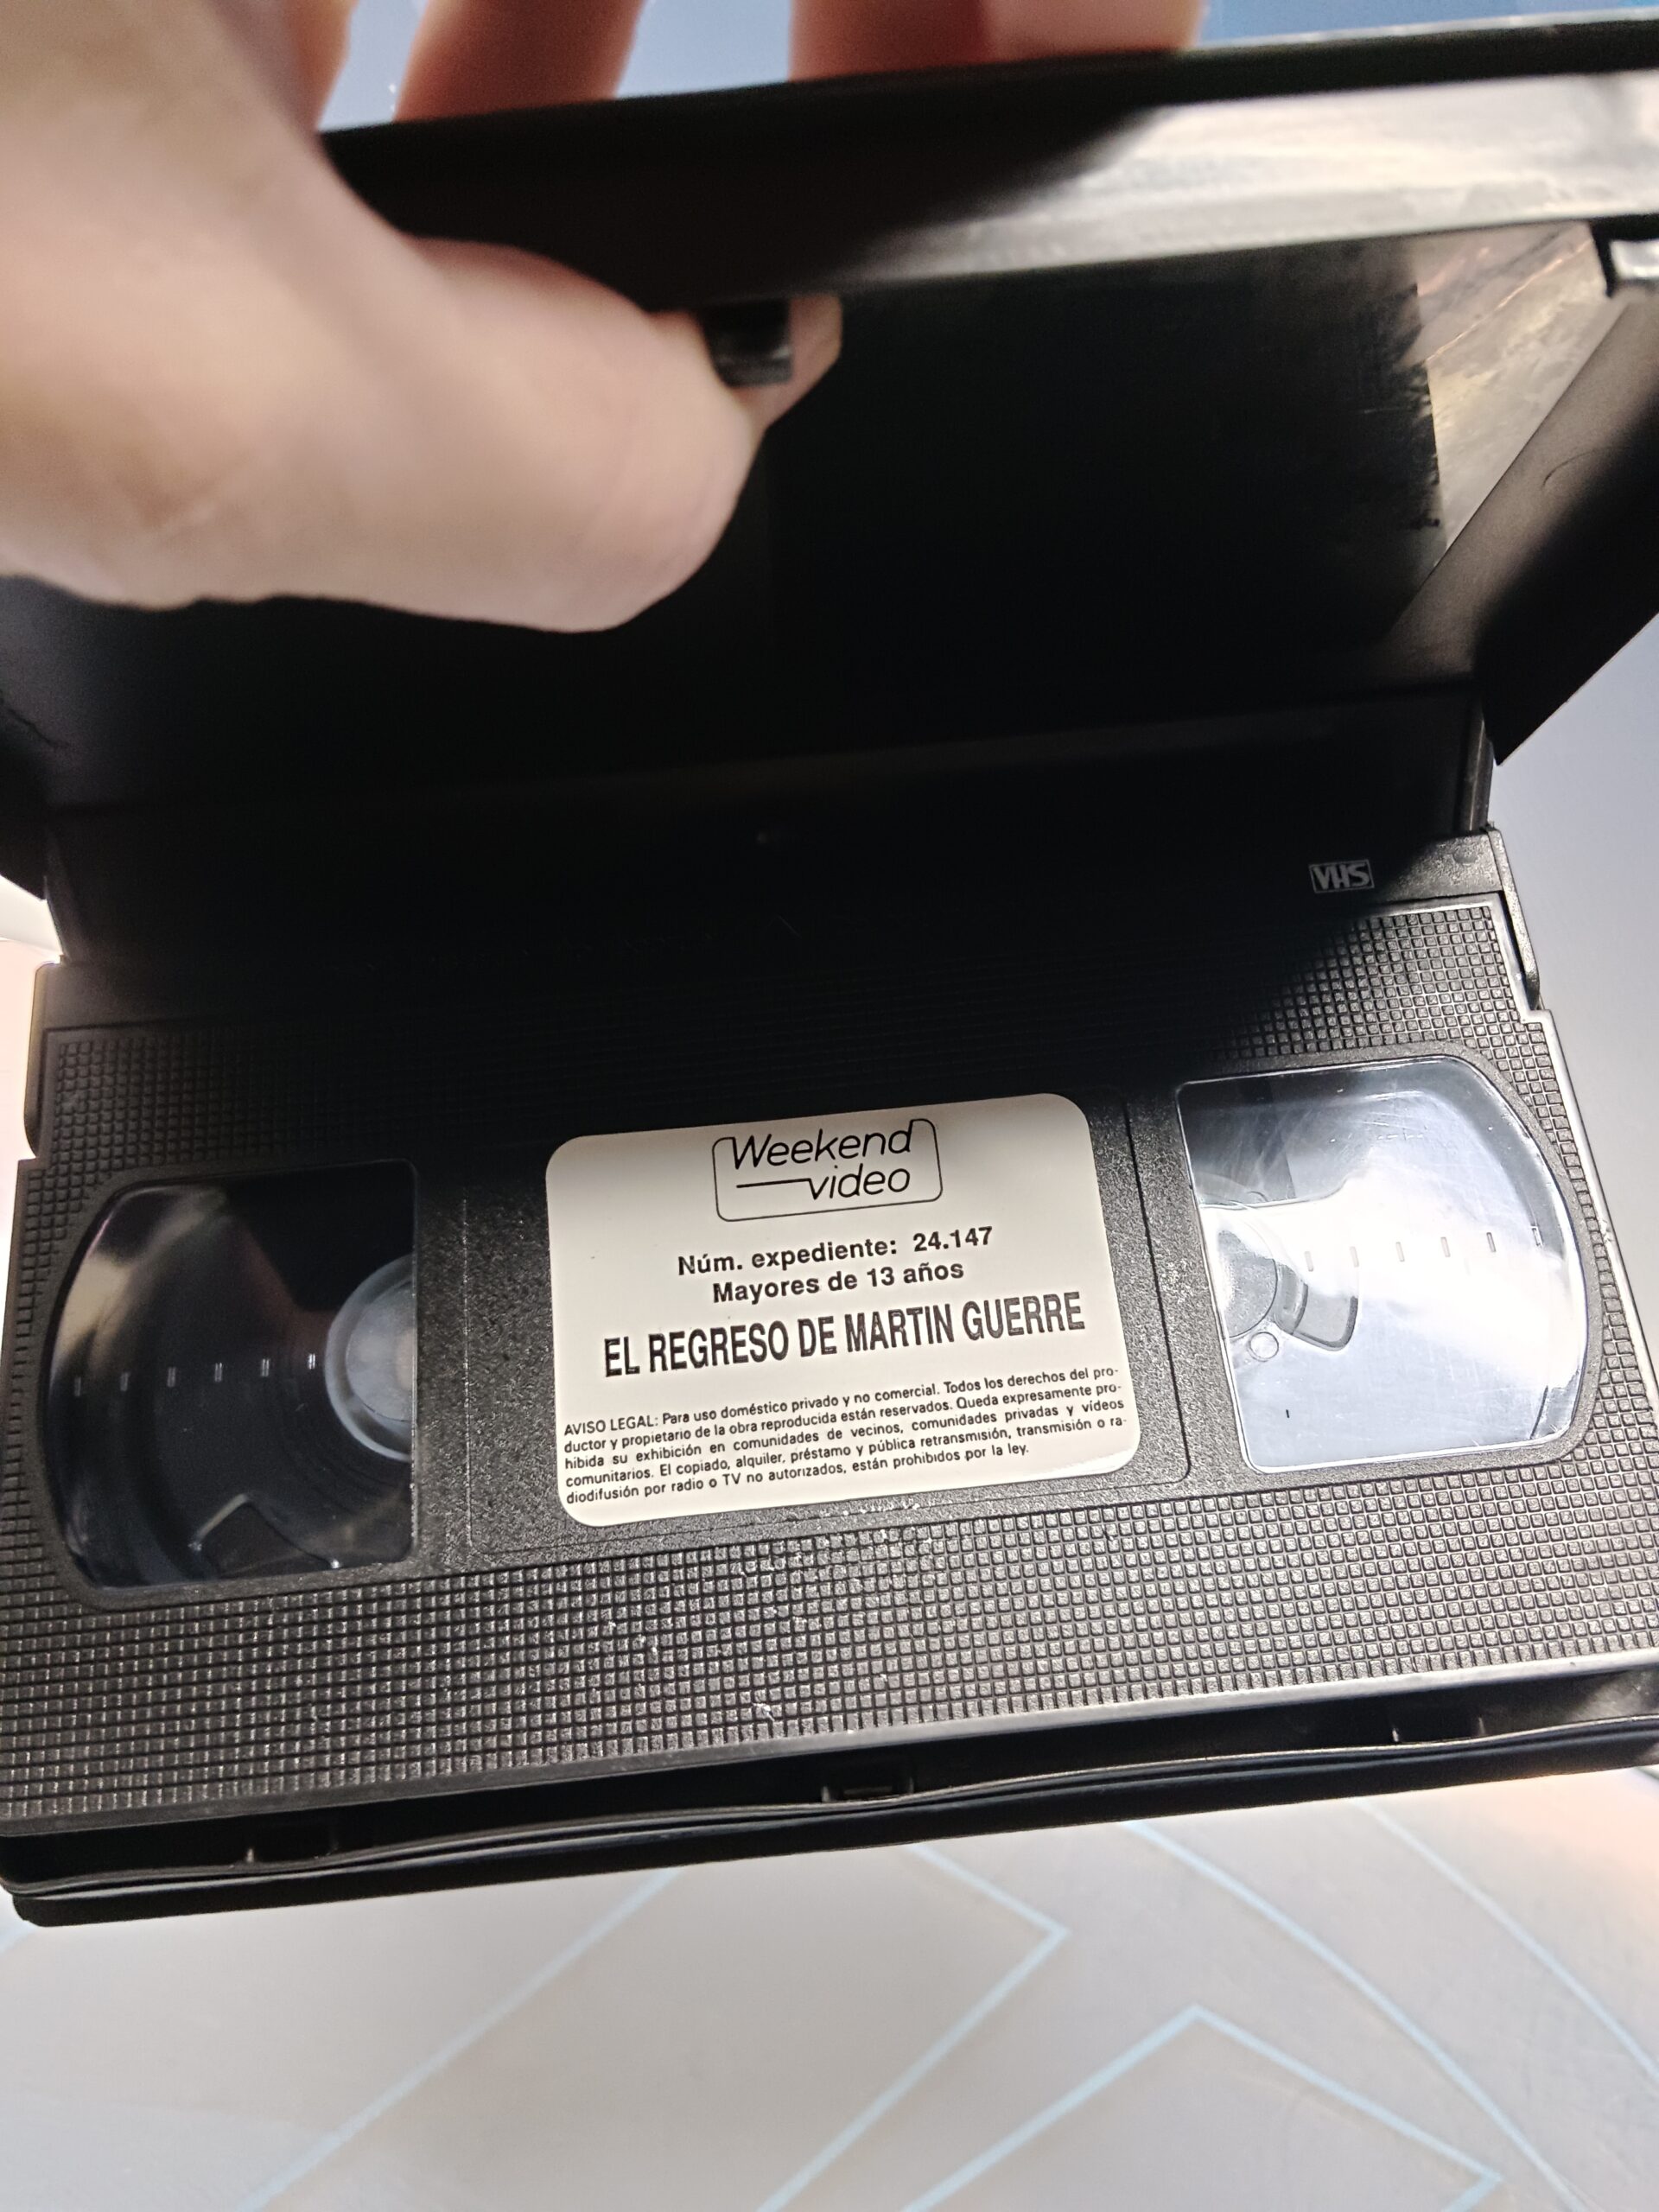 VHS
Weekend
video
Núm. expediente: 24.147
Mayores de 13 años
EL REGRESO DE MARTIN GUERRE
AVISO LEGAL: Para uso doméstico privado y no comercial. Todos los derechos del pro-
ductor y propietario de la obra reproducida están reservados. Queda expresamente pro-
hibida su exhibición en comunidades de vecinos, comunidades privadas y vídeos
comunitarios. El copiado, alquiler, préstamo y pública retransmisión, transmisión o ra-
diodifusión por radio o TV no autorizados, están prohibidos por la ley.